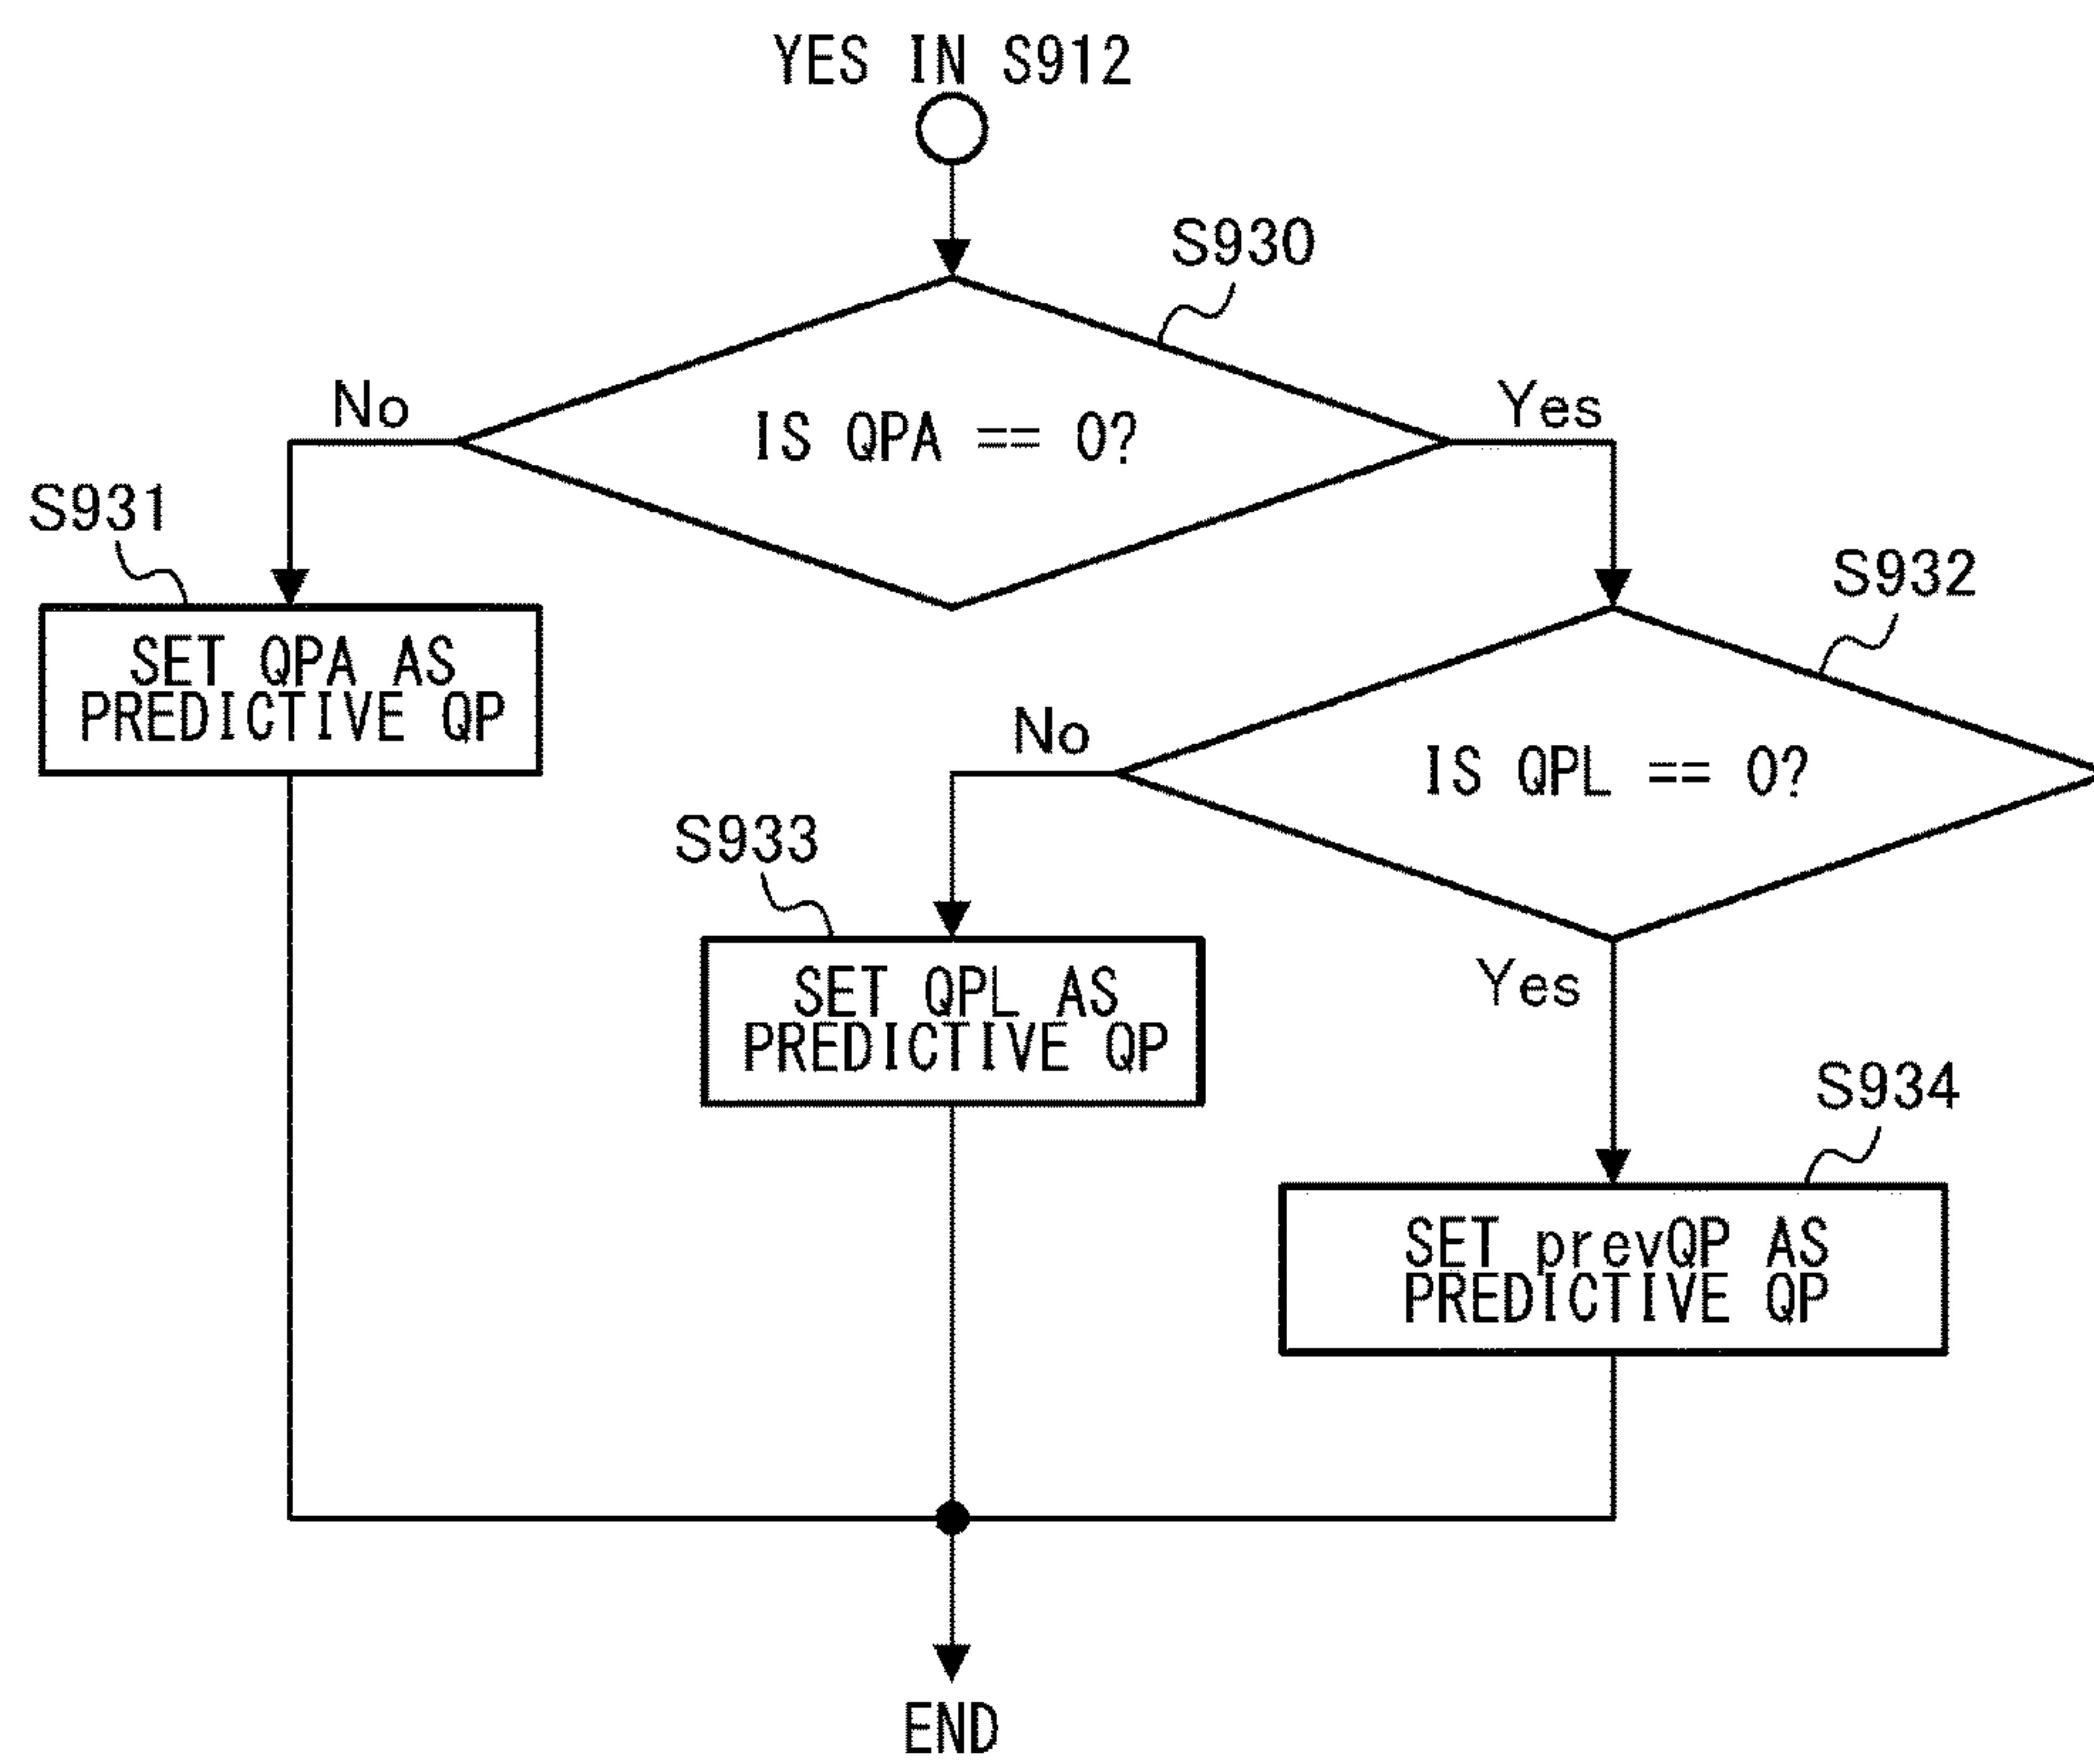 YES IN S912
S930
No
IS QPA == 0?
Yes
S931
SET QPA AS
PREDICTIVE QP
S932
No
IS QPL == 0?
S933
SET QPL AS
PREDICTIVE QP
Yes
S934
SET prevQP AS
PREDICTIVE QP
END